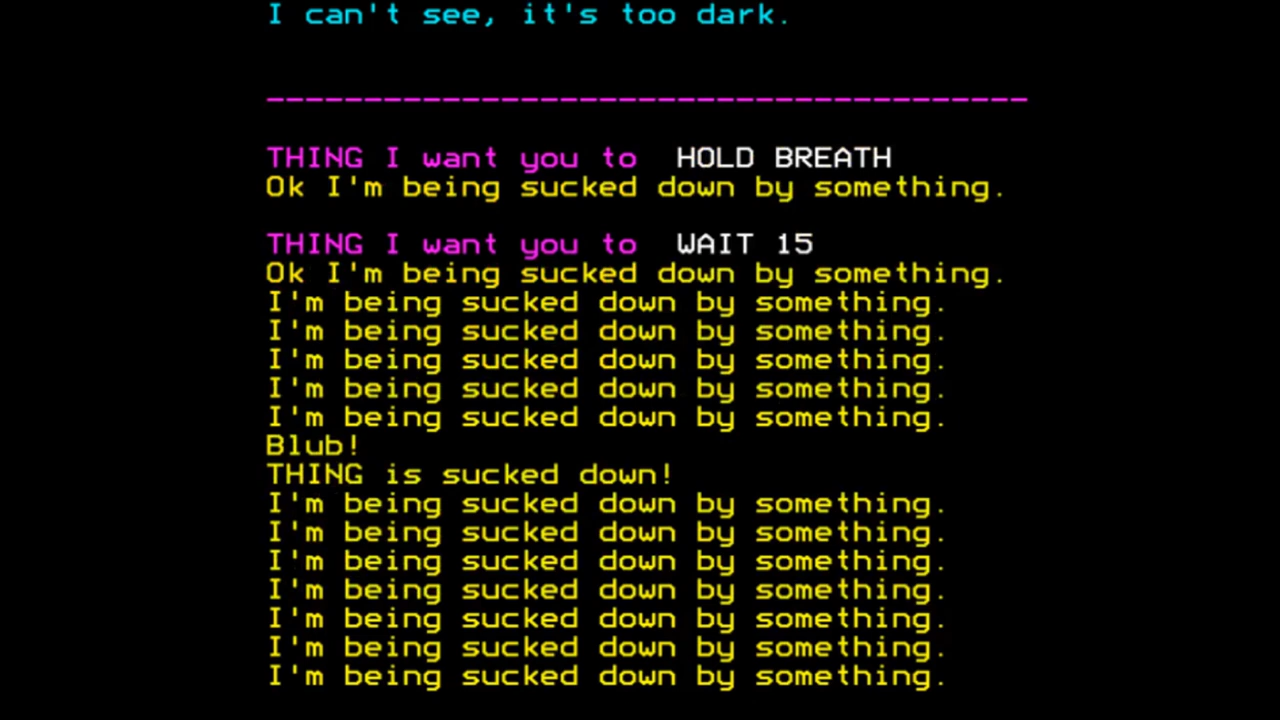 I can't see, it's too dark.
---------------------------------------
THING I want you to  HOLD BREATH
Ok I'm being sucked down by something.
THING I want you to  WAIT 15
Ok I'm being sucked down by something.
I'm being sucked down by something.
I'm being sucked down by something.
I'm being sucked down by something.
I'm being sucked down by something.
I'm being sucked down by something.
Blub!
THING is sucked down!
I'm being sucked down by something.
I'm being sucked down by something.
I'm being sucked down by something.
I'm being sucked down by something.
I'm being sucked down by something.
I'm being sucked down by something.
I'm being sucked down by something.